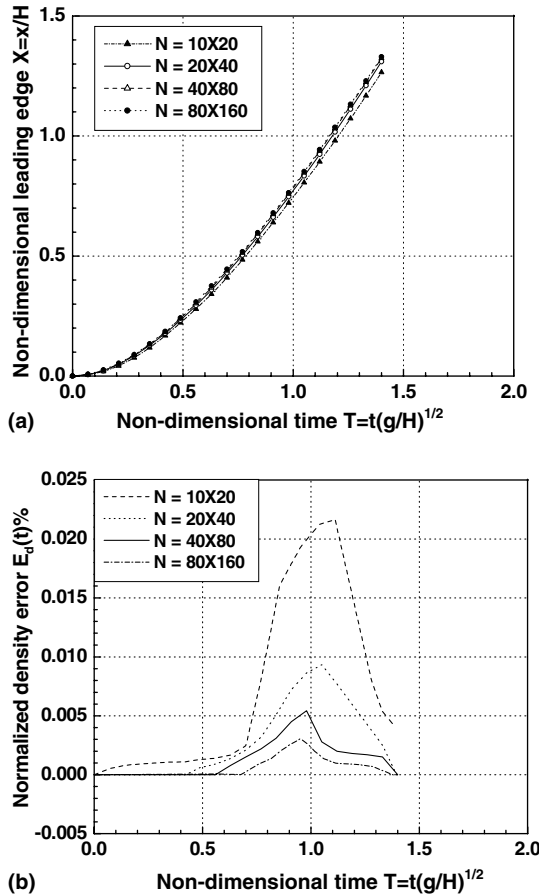 1.5
N = 10X20
N = 20X40
N = 40X80
N = 80X160
1.0
0.5
0.0
Non-dimensional leading edge X=x/H
0.0 0.5 1.0 1.5 2.0
(a) Non-dimensional time T=t(g/H)^1/2
0.025
N = 10X20
N = 20X40
N = 40X80
N = 80X160
0.020
0.015
0.010
0.005
0.000
-0.005
Normalized density error E_d(t)%
0.0 0.5 1.0 1.5 2.0
(b) Non-dimensional time T=t(g/H)^1/2